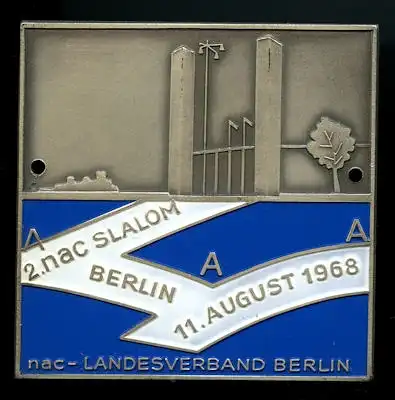 2. nac SLALOM
BERLIN
11. AUGUST 1968
A A A
nac-LANDESVERBAND BERLIN